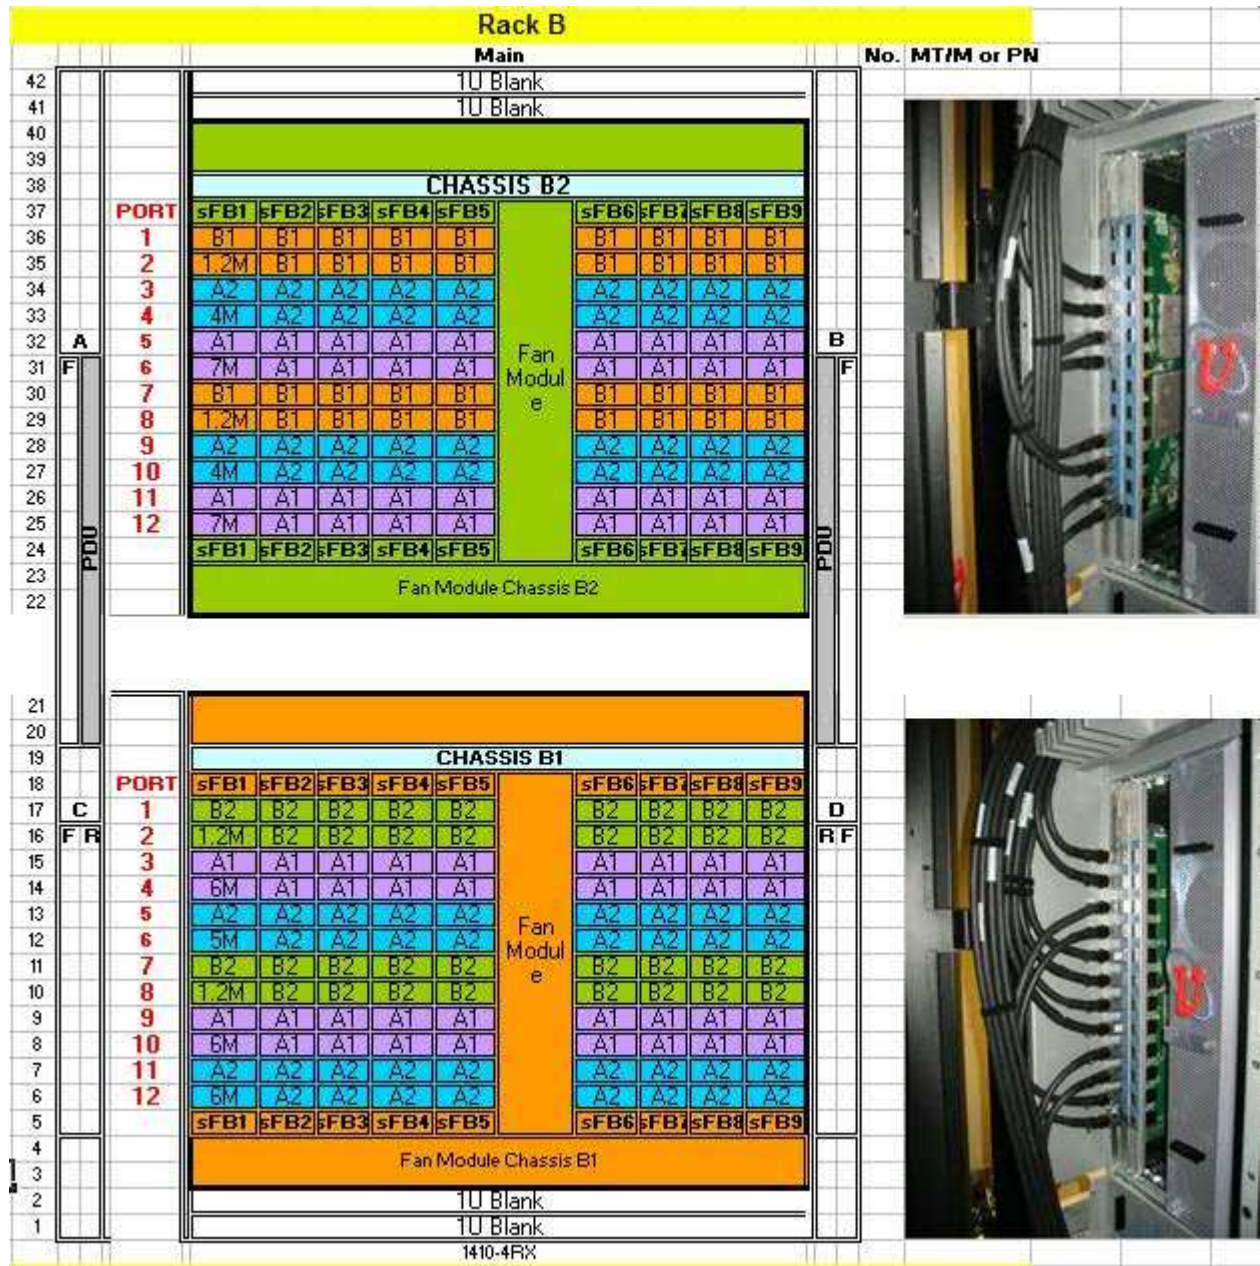 Rack B
Main No. MT/M or PN
42 1U Blank
41 1U Blank
40
39
38 CHASSIS B2
37 PORT sFB1 sFB2 sFB3 sFB4 sFB5 sFB6 sFB7 sFB8 sFB9
36 1 B1 B1 B1 B1 B1 B1 B1 B1 B1
35 2 1.2M B1 B1 B1 B1 B1 B1 B1 B1
34 3 A2 A2 A2 A2 A2 A2 A2 A2 A2
33 4 4M A2 A2 A2 A2 A2 A2 A2 A2
32 A 5 A1 A1 A1 A1 A1 A1 A1 A1 A1 B
31 F 6 7M A1 A1 A1 A1 A1 A1 A1 A1 F
30 7 B1 B1 B1 B1 B1 B1 B1 B1 B1
29 8 1.2M B1 B1 B1 B1 B1 B1 B1 B1
28 9 A2 A2 A2 A2 A2 A2 A2 A2 A2
27 10 4M A2 A2 A2 A2 A2 A2 A2 A2
26 11 A1 A1 A1 A1 A1 A1 A1 A1 A1
25 12 7M A1 A1 A1 A1 A1 A1 A1 A1
Fan
Modul
e
24 sFB1 sFB2 sFB3 sFB4 sFB5 sFB6 sFB7 sFB8 sFB9
PDU PDU
23 Fan Module Chassis B2
22
21
20
19 CHASSIS B1
18 PORT sFB1 sFB2 sFB3 sFB4 sFB5 sFB6 sFB7 sFB8 sFB9
17 C 1 B2 B2 B2 B2 B2 B2 B2 B2 B2 D
16 F R 2 1.2M B2 B2 B2 B2 B2 B2 B2 B2 R F
15 3 A1 A1 A1 A1 A1 A1 A1 A1 A1
14 4 6M A1 A1 A1 A1 A1 A1 A1 A1
13 5 A2 A2 A2 A2 A2 A2 A2 A2 A2
12 6 5M A2 A2 A2 A2 A2 A2 A2 A2
11 7 B2 B2 B2 B2 B2 B2 B2 B2 B2
10 8 1.2M B2 B2 B2 B2 B2 B2 B2 B2
9 9 A1 A1 A1 A1 A1 A1 A1 A1 A1
8 10 6M A1 A1 A1 A1 A1 A1 A1 A1
7 11 A2 A2 A2 A2 A2 A2 A2 A2 A2
6 12 6M A2 A2 A2 A2 A2 A2 A2 A2
Fan
Modul
e
5 sFB1 sFB2 sFB3 sFB4 sFB5 sFB6 sFB7 sFB8 sFB9
4 Fan Module Chassis B1
3
2 1U Blank
1 1U Blank
1410-4RX